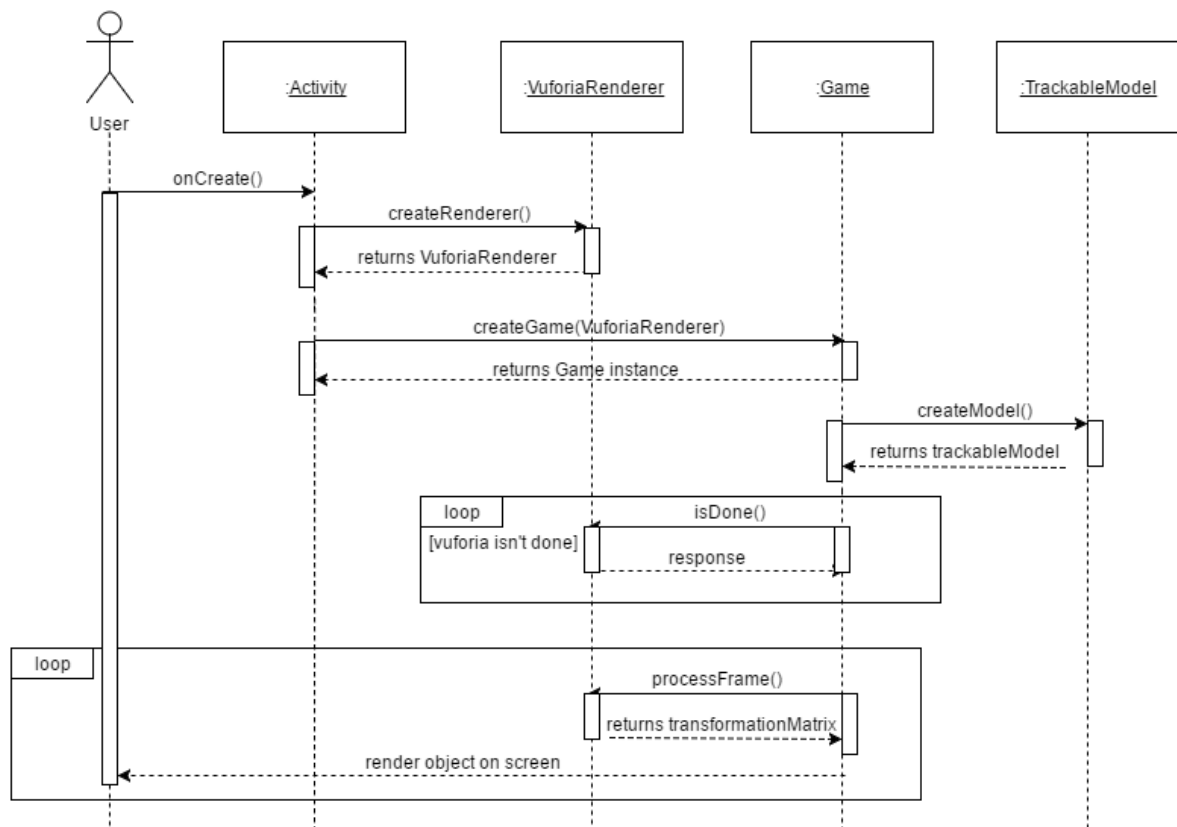 User
:Activity
:VuforiaRenderer
:Game
:TrackableModel
onCreate()
createRenderer()
returns VuforiaRenderer
createGame(VuforiaRenderer)
returns Game instance
createModel()
returns trackableModel
loop
isDone()
[vuforia isn't done]
response
loop
processFrame()
returns transformationMatrix
render object on screen